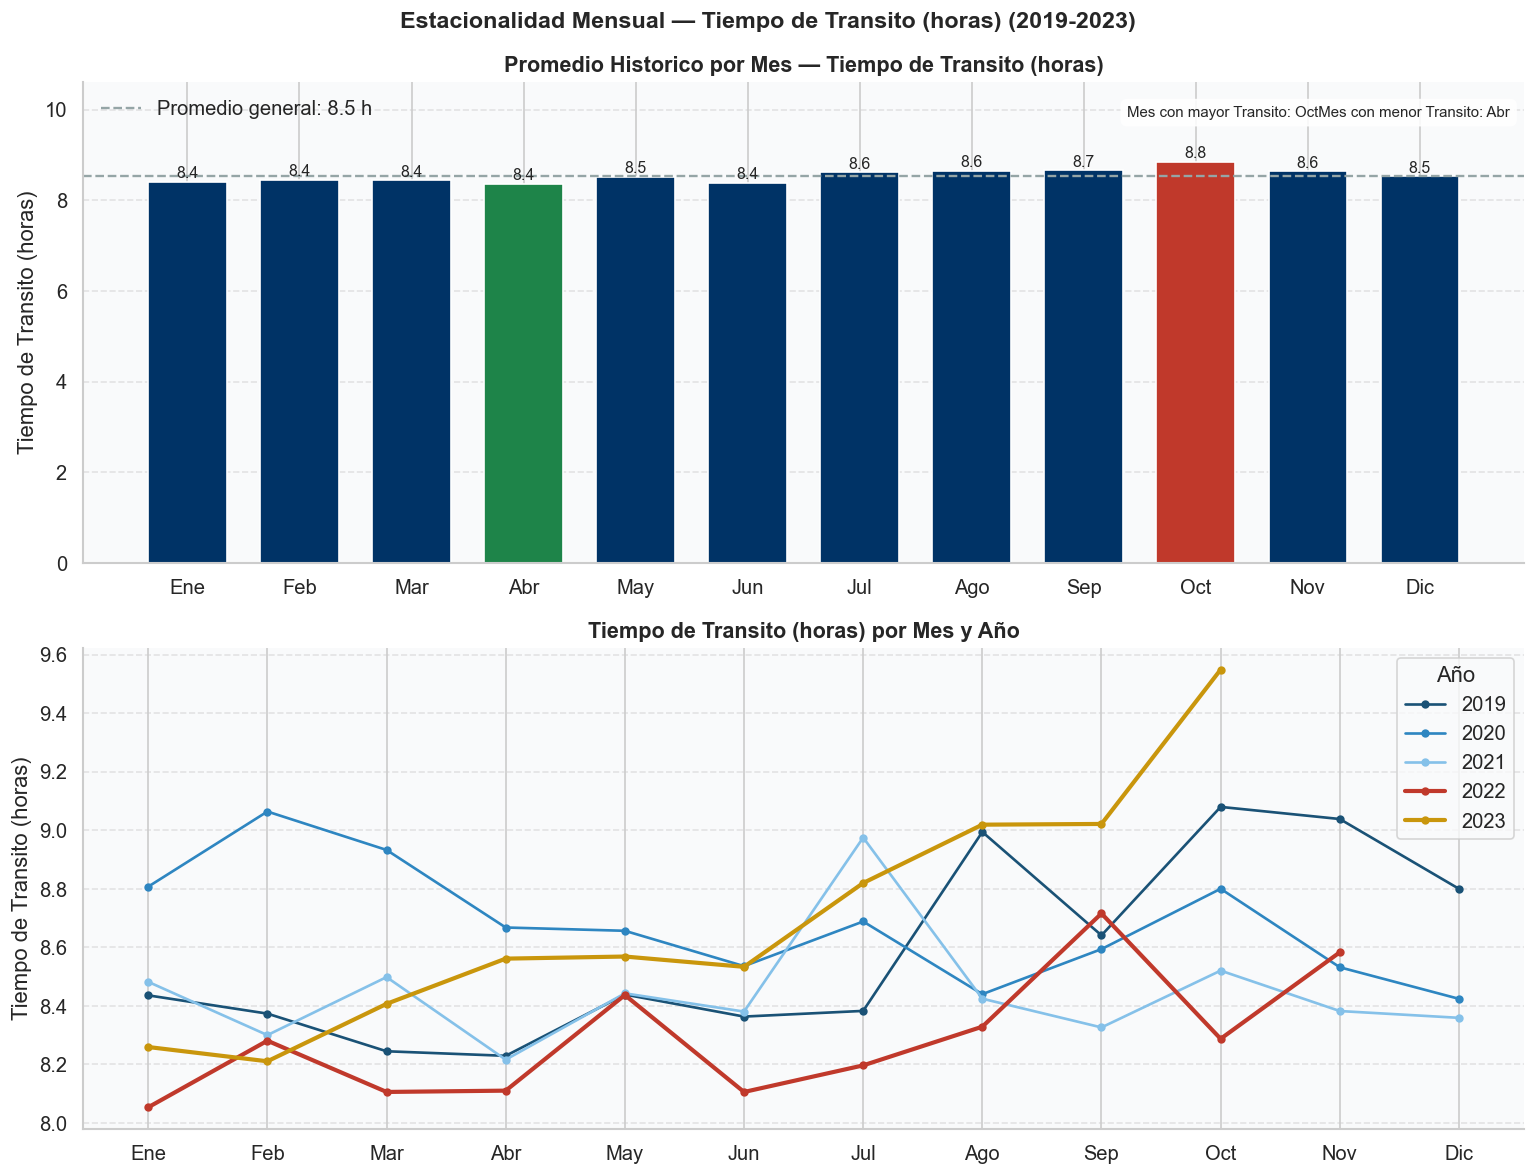 Estacionalidad Mensual — Tiempo de Transito (horas) (2019-2023)
Promedio Historico por Mes — Tiempo de Transito (horas)
Tiempo de Transito (horas)
10
8
6
4
2
0
Promedio general: 8.5 h
Mes con mayor Transito: OctMes con menor Transito: Abr
8.4 8.4 8.4 8.4 8.5 8.4 8.6 8.6 8.7 8.8 8.6 8.5
Ene Feb Mar Abr May Jun Jul Ago Sep Oct Nov Dic
Tiempo de Transito (horas) por Mes y Año
Tiempo de Transito (horas)
9.6
9.4
9.2
9.0
8.8
8.6
8.4
8.2
8.0
Año
2019
2020
2021
2022
2023
Ene Feb Mar Abr May Jun Jul Ago Sep Oct Nov Dic